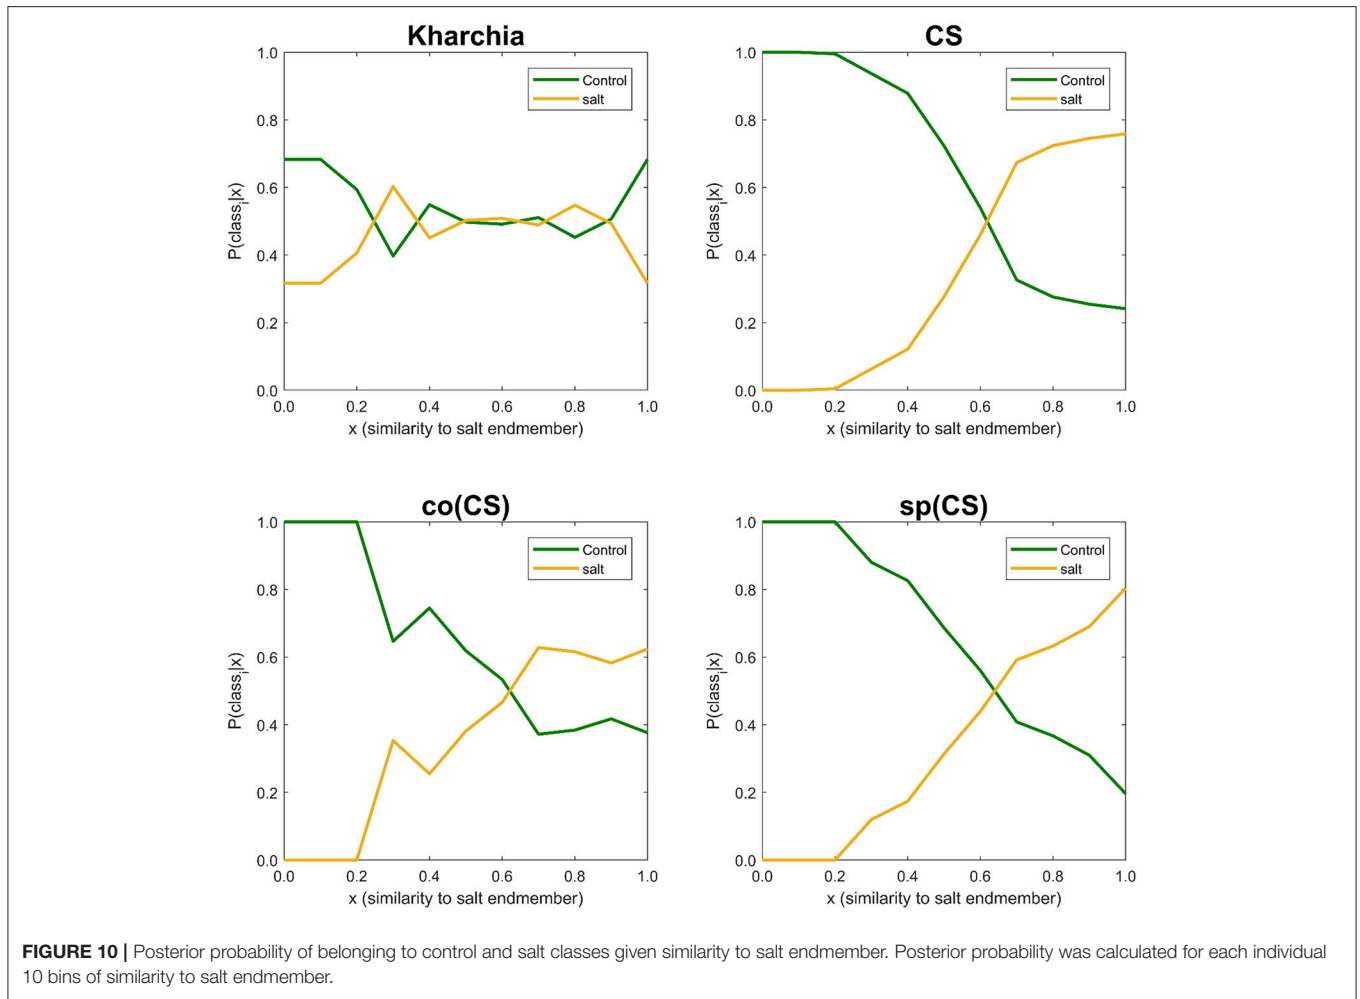 Kharchia
1.0
0.8
0.6
0.4
0.2
0.0
P(classi|x)
Control
salt
0.0 0.2 0.4 0.6 0.8 1.0
x (similarity to salt endmember)
CS
1.0
0.8
0.6
0.4
0.2
0.0
P(classi|x)
Control
salt
0.0 0.2 0.4 0.6 0.8 1.0
x (similarity to salt endmember)
co(CS)
1.0
0.8
0.6
0.4
0.2
0.0
P(classi|x)
Control
salt
0.0 0.2 0.4 0.6 0.8 1.0
x (similarity to salt endmember)
sp(CS)
1.0
0.8
0.6
0.4
0.2
0.0
P(classi|x)
Control
salt
0.0 0.2 0.4 0.6 0.8 1.0
x (similarity to salt endmember)
FIGURE 10 | Posterior probability of belonging to control and salt classes given similarity to salt endmember. Posterior probability was calculated for each individual
10 bins of similarity to salt endmember.